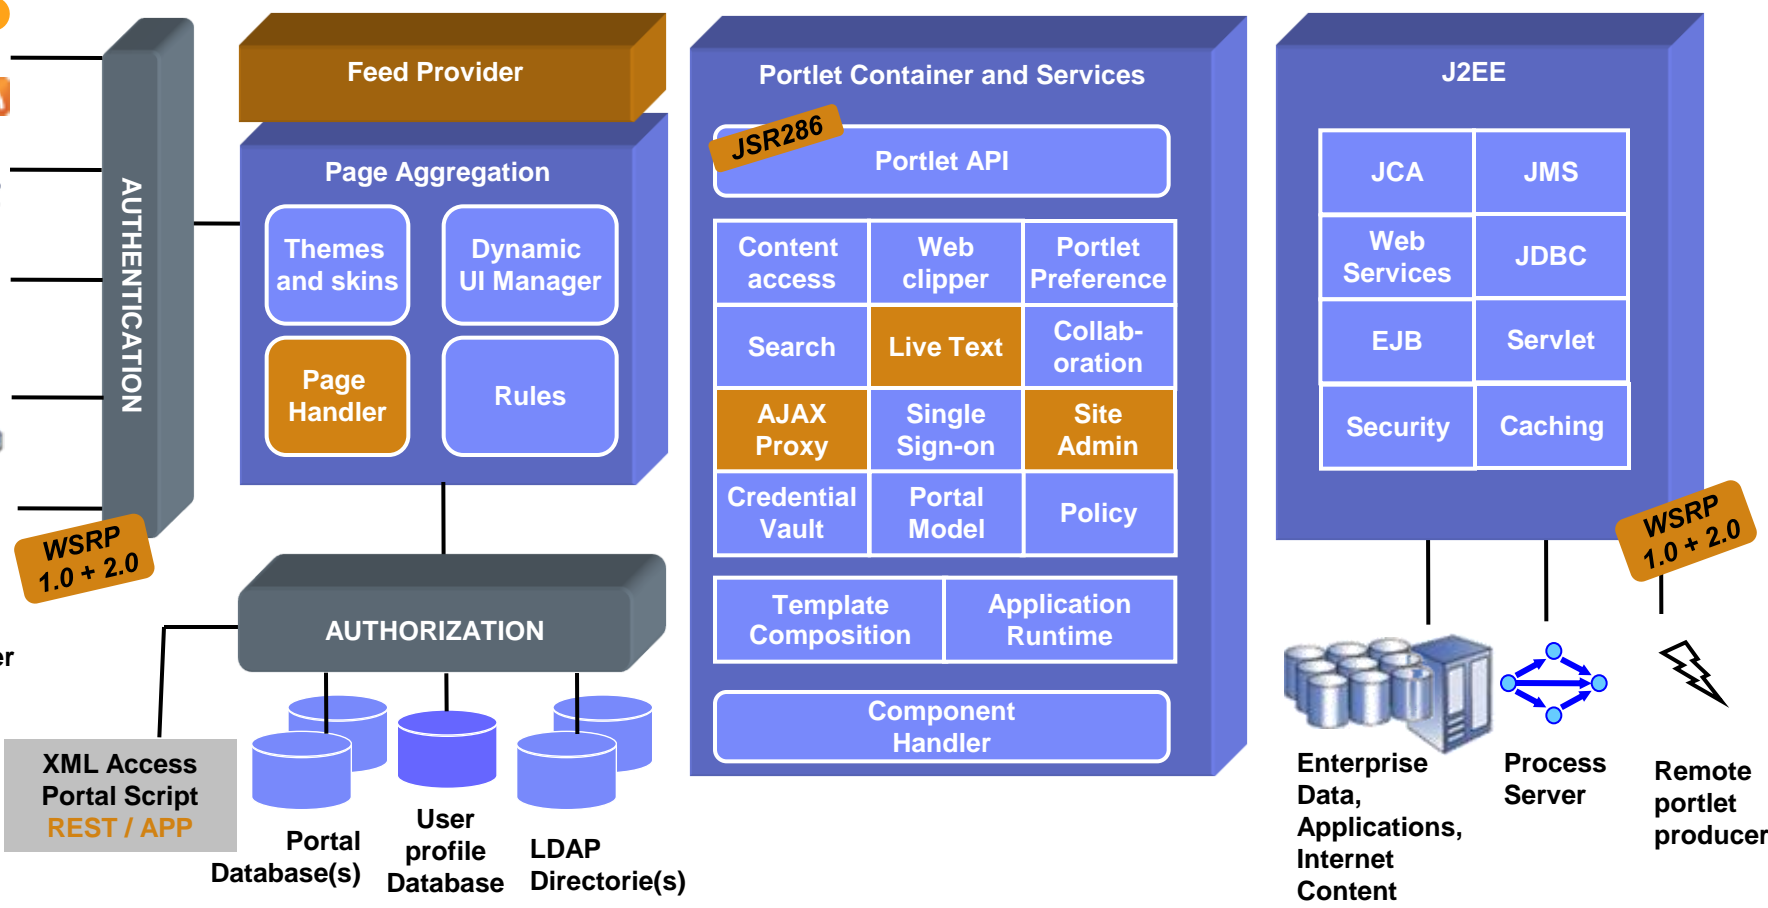 AUTHENTICATION
WSRP
1.0 + 2.0
er
Feed Provider
Page Aggregation
Themes
and skins
Dynamic
UI Manager
Page
Handler
Rules
AUTHORIZATION
XML Access
Portal Script
REST / APP
Portal
Database(s)
User
profile
Database
LDAP
Directorie(s)
Portlet Container and Services
JSR286
Portlet API
Content
access
Web
clipper
Portlet
Preference
Search
Live Text
Collab-
oration
AJAX
Proxy
Single
Sign-on
Site
Admin
Credential
Vault
Portal
Model
Policy
Template
Composition
Application
Runtime
Component
Handler
J2EE
JCA
JMS
Web
Services
JDBC
EJB
Servlet
Security
Caching
WSRP
1.0 + 2.0
Enterprise
Data,
Applications,
Internet
Content
Process
Server
Remote
portlet
producer